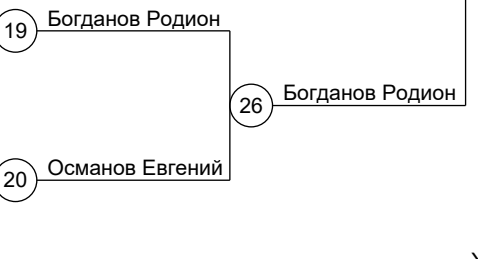 19 Богданов Родион
26 Богданов Родион
20 Османов Евгений